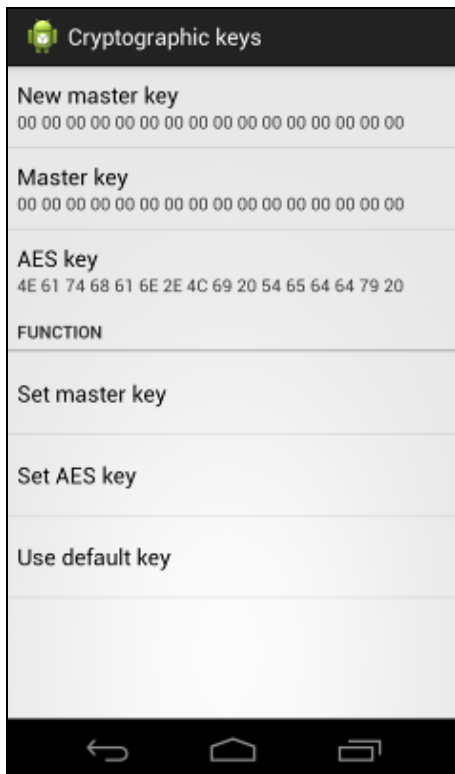 Cryptographic keys
New master key
00 00 00 00 00 00 00 00 00 00 00 00 00 00 00 00
Master key
00 00 00 00 00 00 00 00 00 00 00 00 00 00 00 00
AES key
4E 61 74 68 61 6E 2E 4C 69 20 54 65 64 64 79 20
FUNCTION
Set master key
Set AES key
Use default key